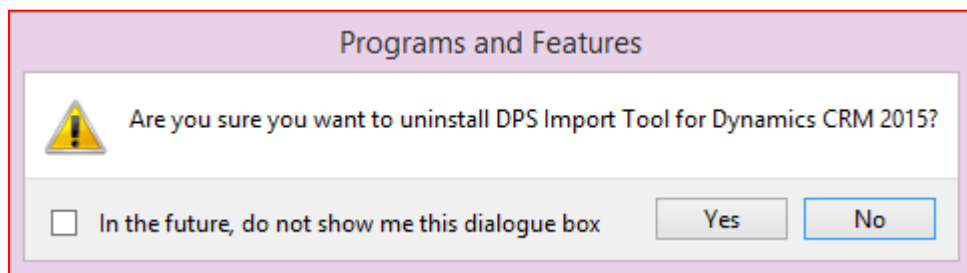 Programs and Features
Are you sure you want to uninstall DPS Import Tool for Dynamics CRM 2015?
In the future, do not show me this dialogue box
Yes
No